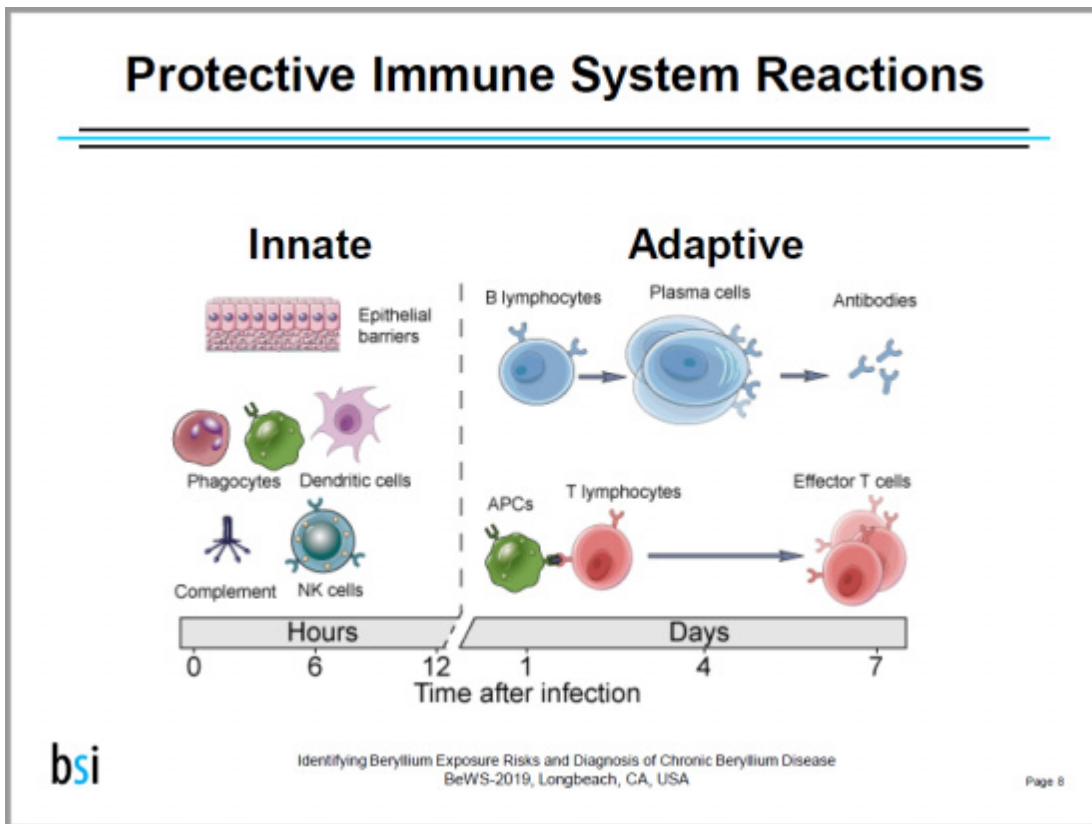 Protective Immune System Reactions
Innate
Adaptive
Epithelial
barriers
Phagocytes
Dendritic cells
Complement
NK cells
B lymphocytes
Plasma cells
Antibodies
APCs
T lymphocytes
Effector T cells
Hours
Days
0 6 12 1 4 7
Time after infection
bsi
Identifying Beryllium Exposure Risks and Diagnosis of Chronic Beryllium Disease
BeWS-2019, Longbeach, CA, USA
Page 8